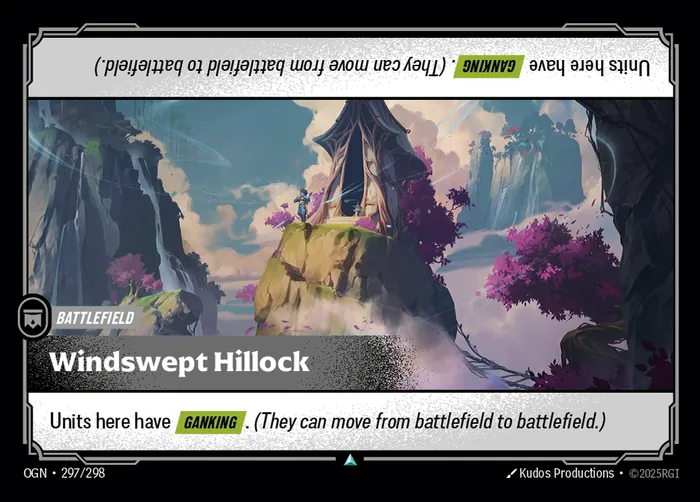 Units here have GANKING. (They can move from battlefield to battlefield.)
BATTLEFIELD
Windswept Hillock
Units here have GANKING. (They can move from battlefield to battlefield.)
OGN • 297/298
Kudos Productions • ©2025RGI